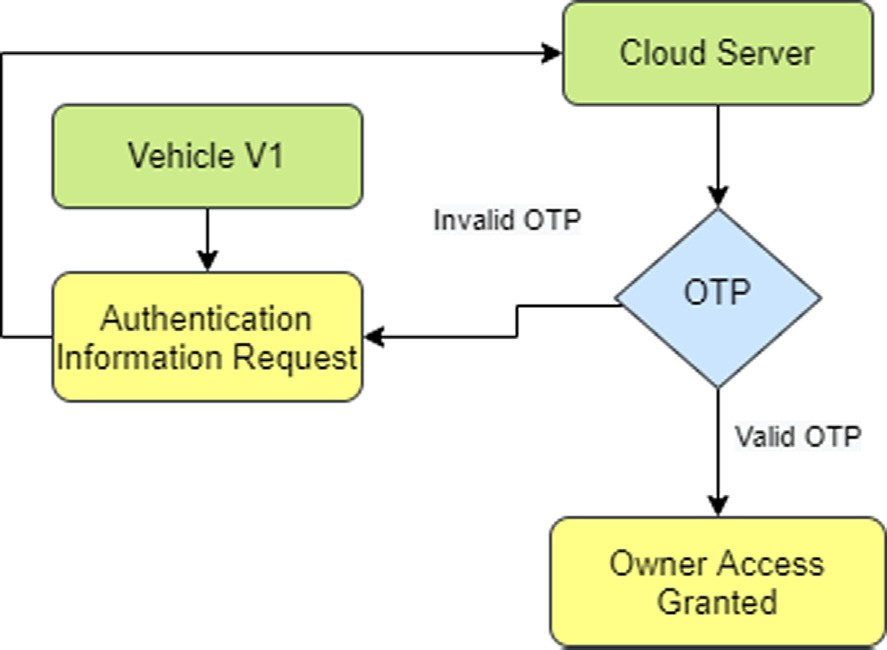 Cloud Server
Vehicle V1
Invalid OTP
OTP
Authentication
Information Request
Valid OTP
Owner Access
Granted